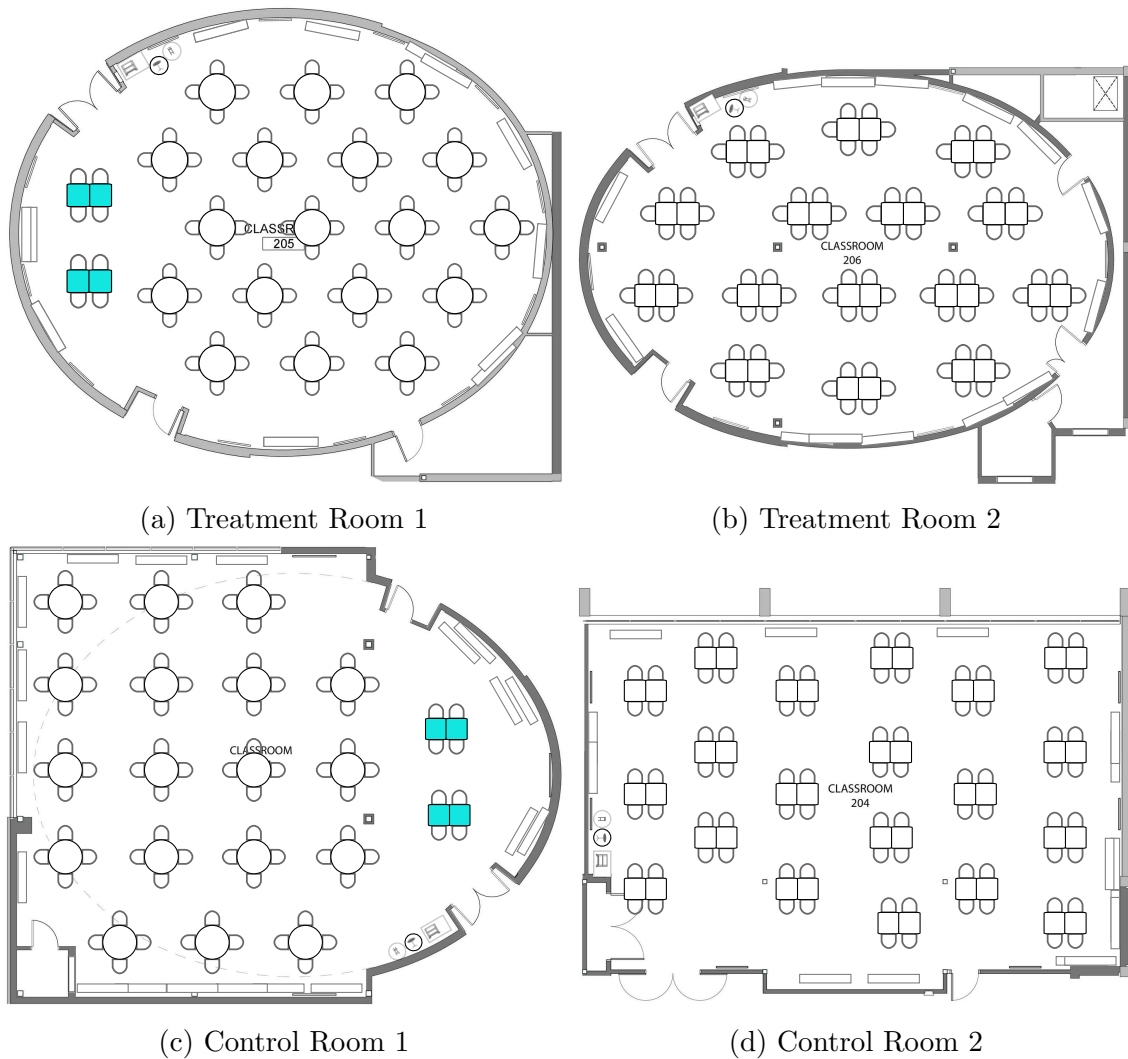 CLASSR
205
CLASSROOM
206
(a) Treatment Room 1
(b) Treatment Room 2
CLASSROOM
CLASSROOM
204
(c) Control Room 1
(d) Control Room 2